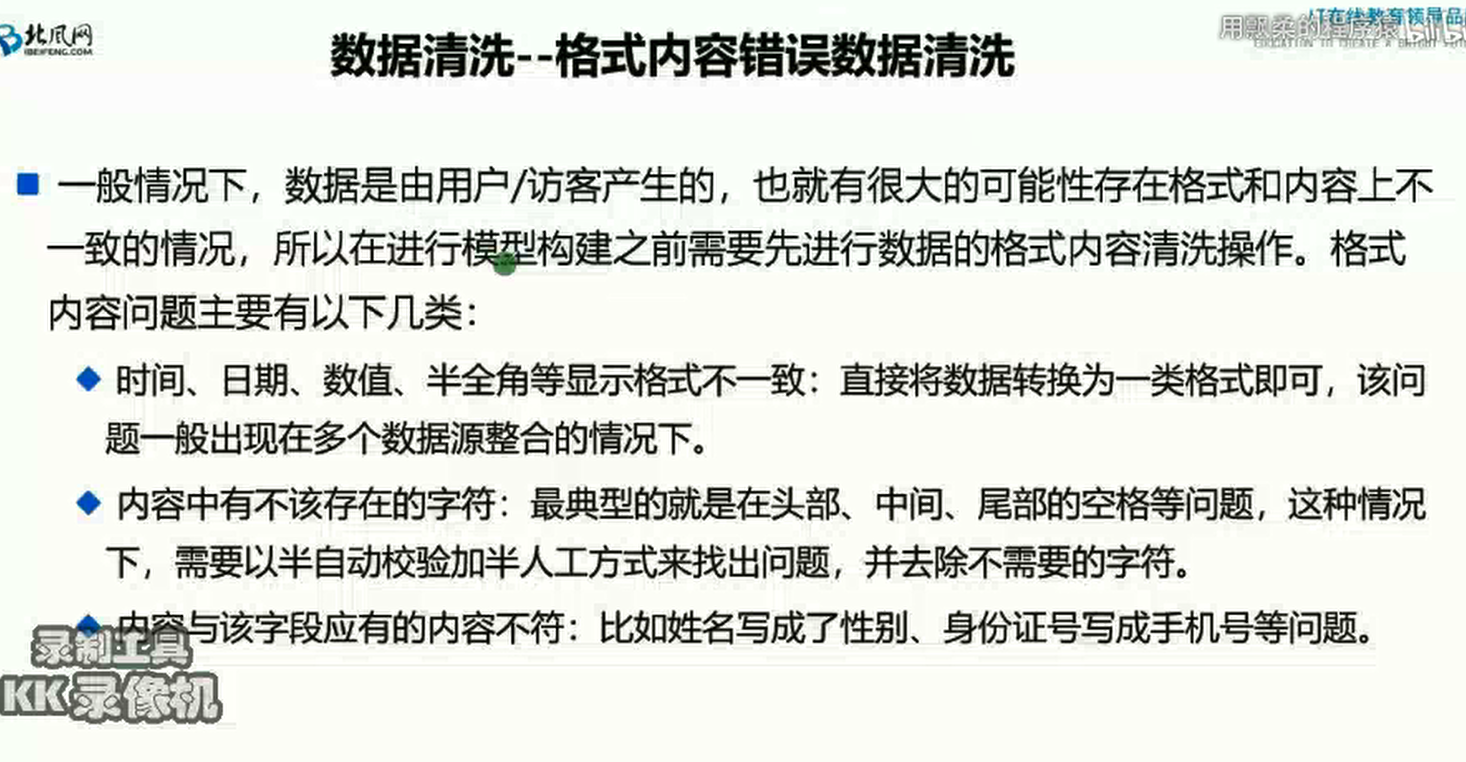 北风网
IBEIFENG.COM
IT在线教育领导品
用飘柔的程序猿
EDUCATION TO CREATE A BRIGHT FUTU
数据清洗--格式内容错误数据清洗
一般情况下，数据是由用户/访客产生的，也就有很大的可能性存在格式和内容上不
一致的情况，所以在进行模型构建之前需要先进行数据的格式内容清洗操作。格式
内容问题主要有以下几类：
时间、日期、数值、半全角等显示格式不一致：直接将数据转换为一类格式即可，该问
题一般出现在多个数据源整合的情况下。
内容中有不该存在的字符：最典型的就是在头部、中间、尾部的空格等问题，这种情况
下，需要以半自动校验加半人工方式来找出问题，并去除不需要的字符。
内容与该字段应有的内容不符：比如姓名写成了性别、身份证号写成手机号等问题。
录制工具
KK录像机